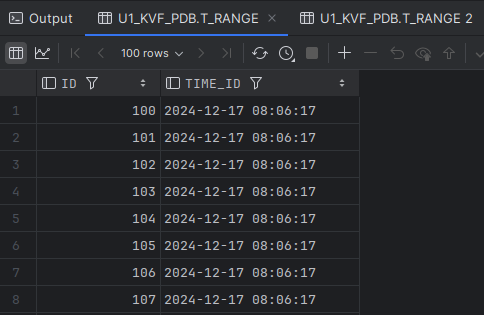 Output U1_KVF_PDB.T_RANGE U1_KVF_PDB.T_RANGE 2
100 rows
ID TIME_ID
1 100 2024-12-17 08:06:17
2 101 2024-12-17 08:06:17
3 102 2024-12-17 08:06:17
4 103 2024-12-17 08:06:17
5 104 2024-12-17 08:06:17
6 105 2024-12-17 08:06:17
7 106 2024-12-17 08:06:17
8 107 2024-12-17 08:06:17